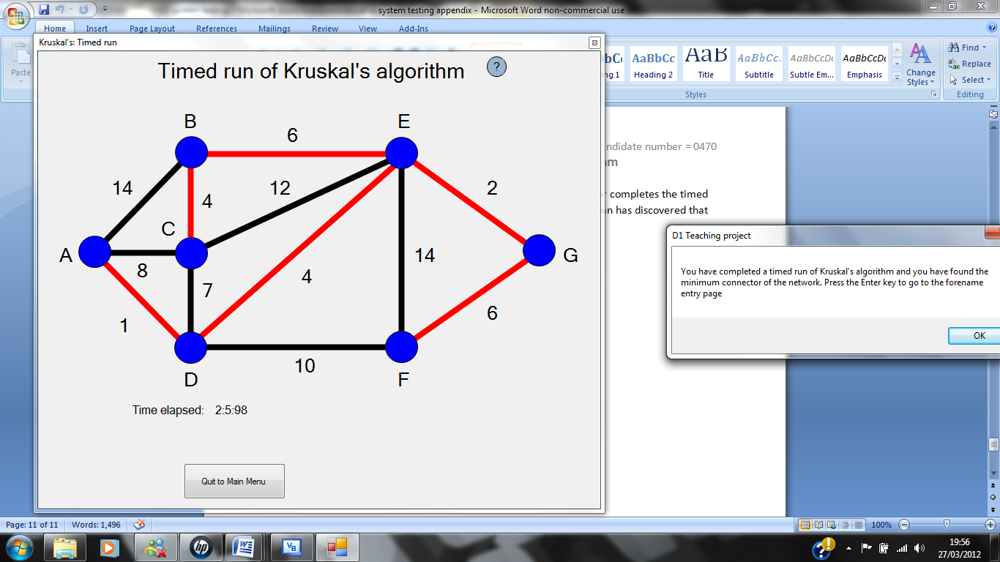 system testing appendix - Microsoft Word non-commercial use
Home Insert Page Layout References Mailings Review View Add-Ins
Kruskal's: Timed run
Paste
ng 1 Heading 2 Title Subtitle Subtle Em... Emphasis
AaBbCc AaB AaBbCc. AaBbCcDc AaBbCcDc
Change
Styles
Find
Replace
Select
Styles
Editing
Timed run of Kruskal's algorithm ?
B
E
6
14
12
2
4
C
A
G
8
14
7
4
1
6
10
D
F
Time elapsed: 2:5:98
Quit to Main Menu
ndidate number = 0470
completes the timed
n has discovered that
D1 Teaching project
You have completed a timed run of Kruskal's algorithm and you have found the
minimum connector of the network. Press the Enter key to go to the forename
entry page
OK
Page: 11 of 11 Words: 1,496
100%
hp
W
VB
?
19:56
27/03/2012